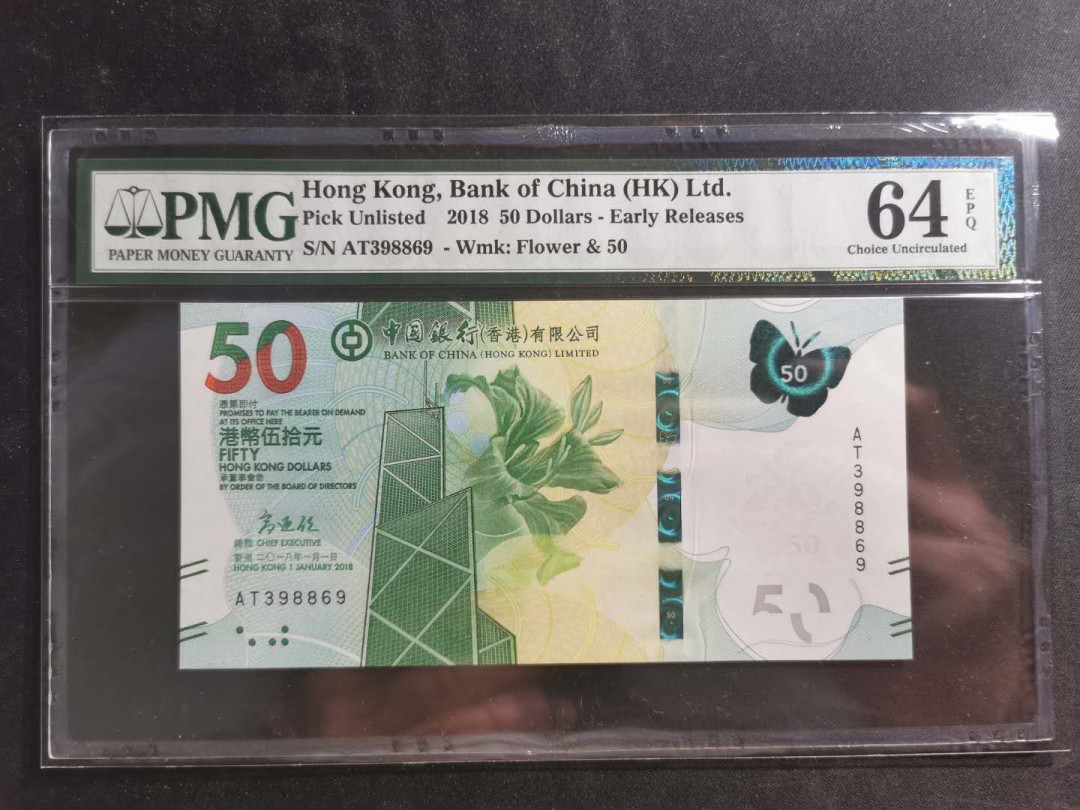 PMG
PAPER MONEY GUARANTY
Hong Kong, Bank of China (HK) Ltd.
Pick Unlisted 2018 50 Dollars - Early Releases
S/N AT398869 - Wmk: Flower & 50
64 EPQ
Choice Uncirculated
50
中国銀行(香港)有限公司
BANK OF CHINA (HONG KONG) LIMITED
憑票即付
PROMISES TO PAY THE BEARER ON DEMAND
AT ITS OFFICE HERE
港幣伍拾元
FIFTY
HONG KONG DOLLARS
承董事會命
BY ORDER OF THE BOARD OF DIRECTORS
總裁 CHIEF EXECUTIVE
香港 二〇一八年一月一日
HONG KONG 1 JANUARY 2018
AT398869
50
AT398869
50
50
50